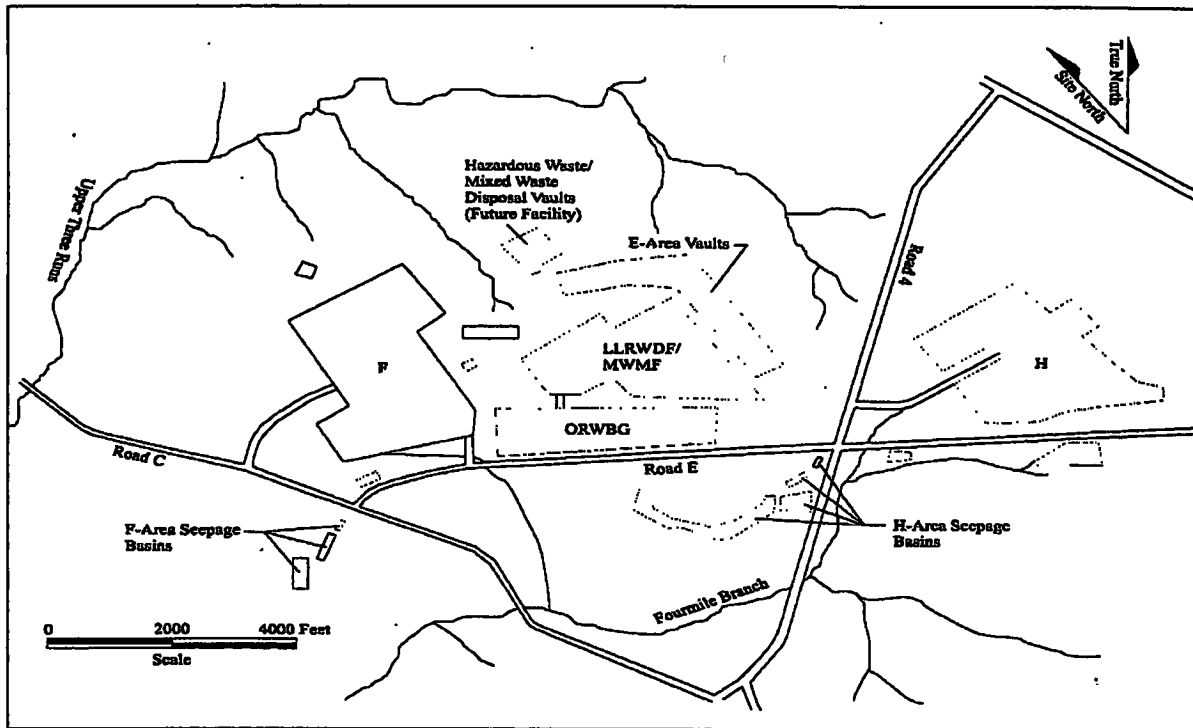 True North
Site North
Hazardous Waste/
Mixed Waste
Disposal Vaults
(Future Facility)
E-Area Vaults
Upper Three Runs
Road 4
LLRWDF/
MWMF
F
H
ORWBG
Road C
Road E
F-Area Seepage
Basins
H-Area Seepage
Basins
Fourmile Branch
0 2000 4000 Feet
Scale